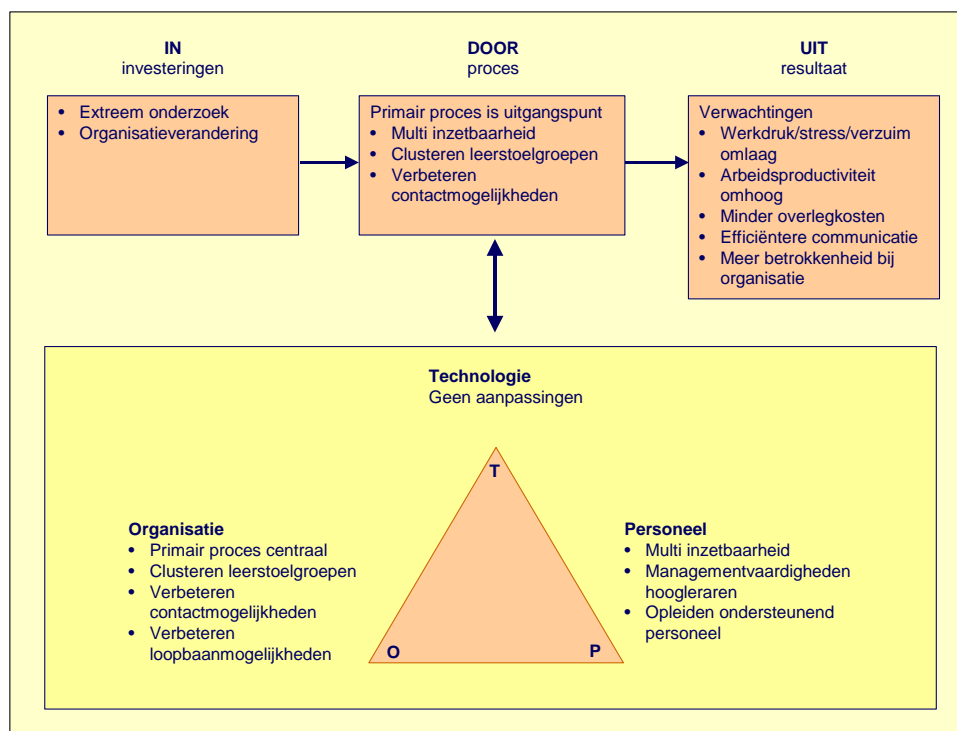 IN
investeringen
DOOR
proces
UIT
resultaat
• Extreem onderzoek
• Organisatieverandering
Primair proces is uitgangspunt
• Multi inzetbaarheid
• Clusteren leerstoelgroepen
• Verbeteren
contactmogelijkheden
Verwachtingen
• Werkdruk/stress/verzuim
omlaag
• Arbeidsproductiviteit
omhoog
• Minder overlegkosten
• Efficiëntere communicatie
• Meer betrokkenheid bij
organisatie
Technologie
Geen aanpassingen
T
Organisatie
• Primair proces centraal
• Clusteren leerstoelgroepen
• Verbeteren
contactmogelijkheden
• Verbeteren
loopbaanmogelijkheden
O
P
Personeel
• Multi inzetbaarheid
• Managementvaardigheden
hoogleraren
• Opleiden ondersteunend
personeel